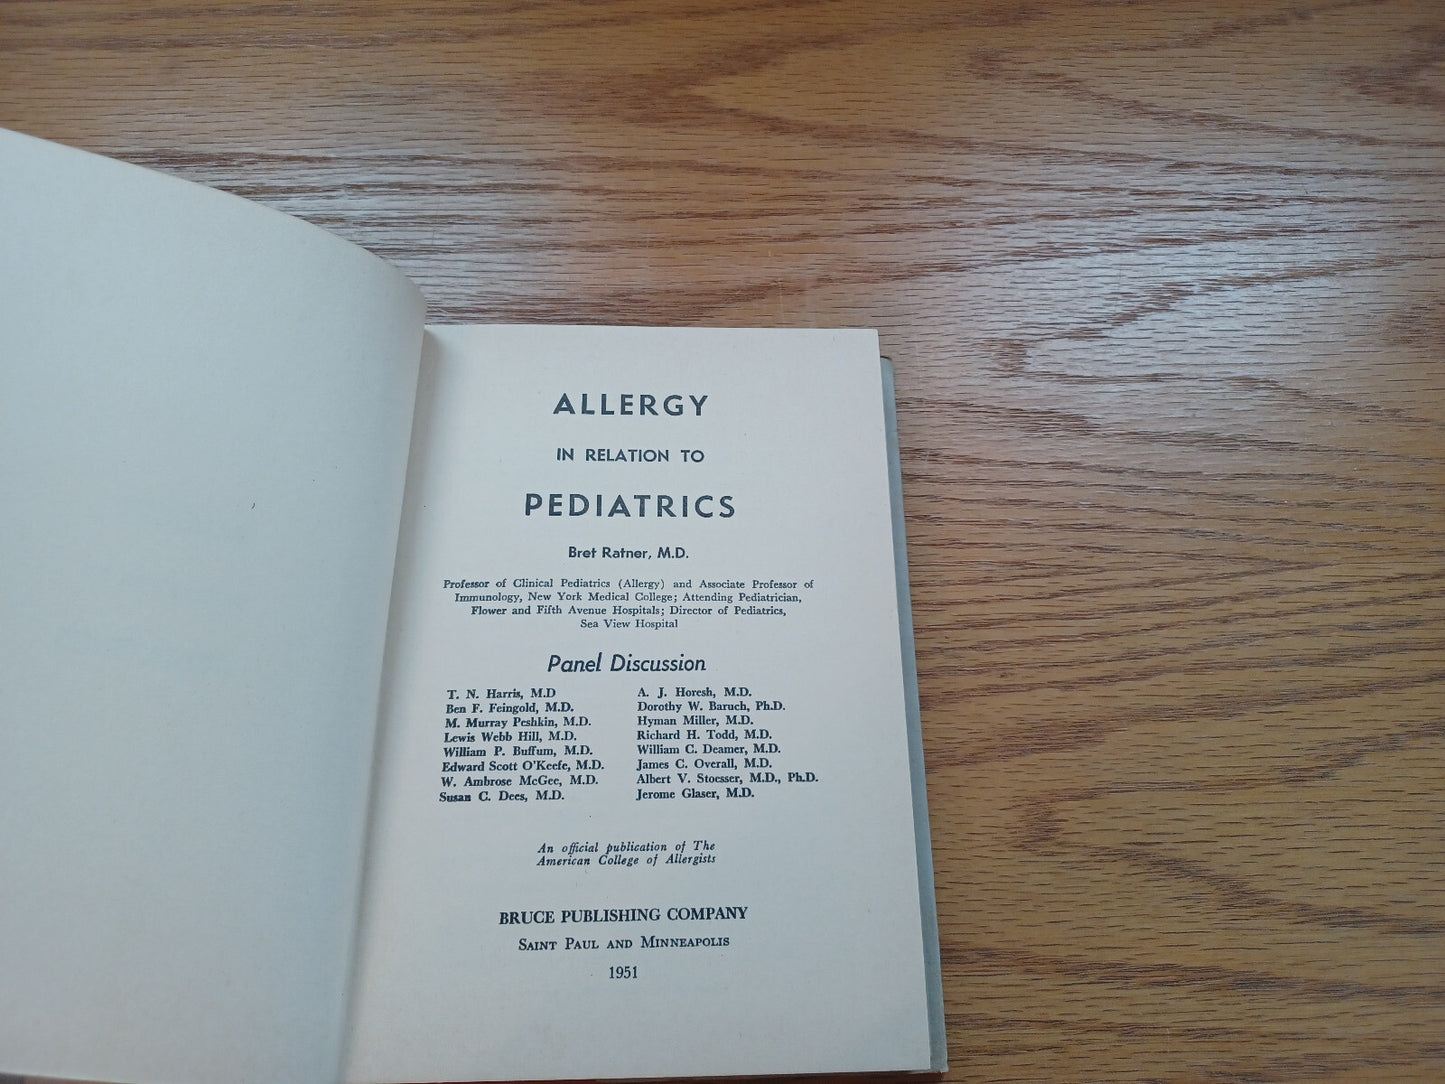 ALLERGY
IN RELATION TO
PEDIATRICS
Bret Ratner, M.D.
Professor of Clinical Pediatrics (Allergy) and Associate Professor of
Immunology, New York Medical College; Attending Pediatrician,
Flower and Fifth Avenue Hospitals; Director of Pediatrics,
Sea View Hospital
Panel Discussion
T. N. Harris, M.D
Ben F. Feingold, M.D.
M. Murray Peshkin, M.D.
Lewis Webb Hill, M.D.
William P. Buffum, M.D.
Edward Scott O'Keefe, M.D.
W. Ambrose McGee, M.D.
Susan C. Dees, M.D.
A. J. Horesh, M.D.
Dorothy W. Baruch, Ph.D.
Hyman Miller, M.D.
Richard H. Todd, M.D.
William C. Deamer, M.D.
James C. Overall, M.D.
Albert V. Stoesser, M.D., Ph.D.
Jerome Glaser, M.D.
An official publication of The
American College of Allergists
BRUCE PUBLISHING COMPANY
SAINT PAUL AND MINNEAPOLIS
1951